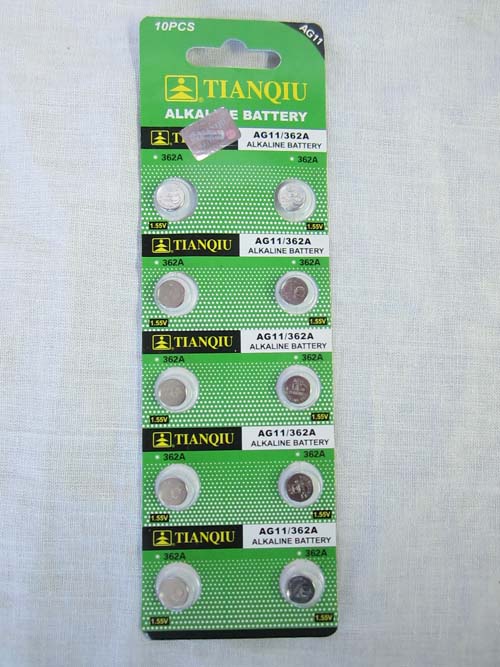 10PCS
AG11
TIANQIU
ALKALINE BATTERY
AG11/362A
ALKALINE BATTERY
362A 362A
1.55V 1.55V
TIANQIU AG11/362A
ALKALINE BATTERY
362A 362A
1.55V 1.55V
TIANQIU AG11/362A
ALKALINE BATTERY
362A 362A
1.55V 1.55V
TIANQIU AG11/362A
ALKALINE BATTERY
362A 362A
1.55V 1.55V
TIANQIU AG11/362A
ALKALINE BATTERY
362A 362A
1.55V 1.55V